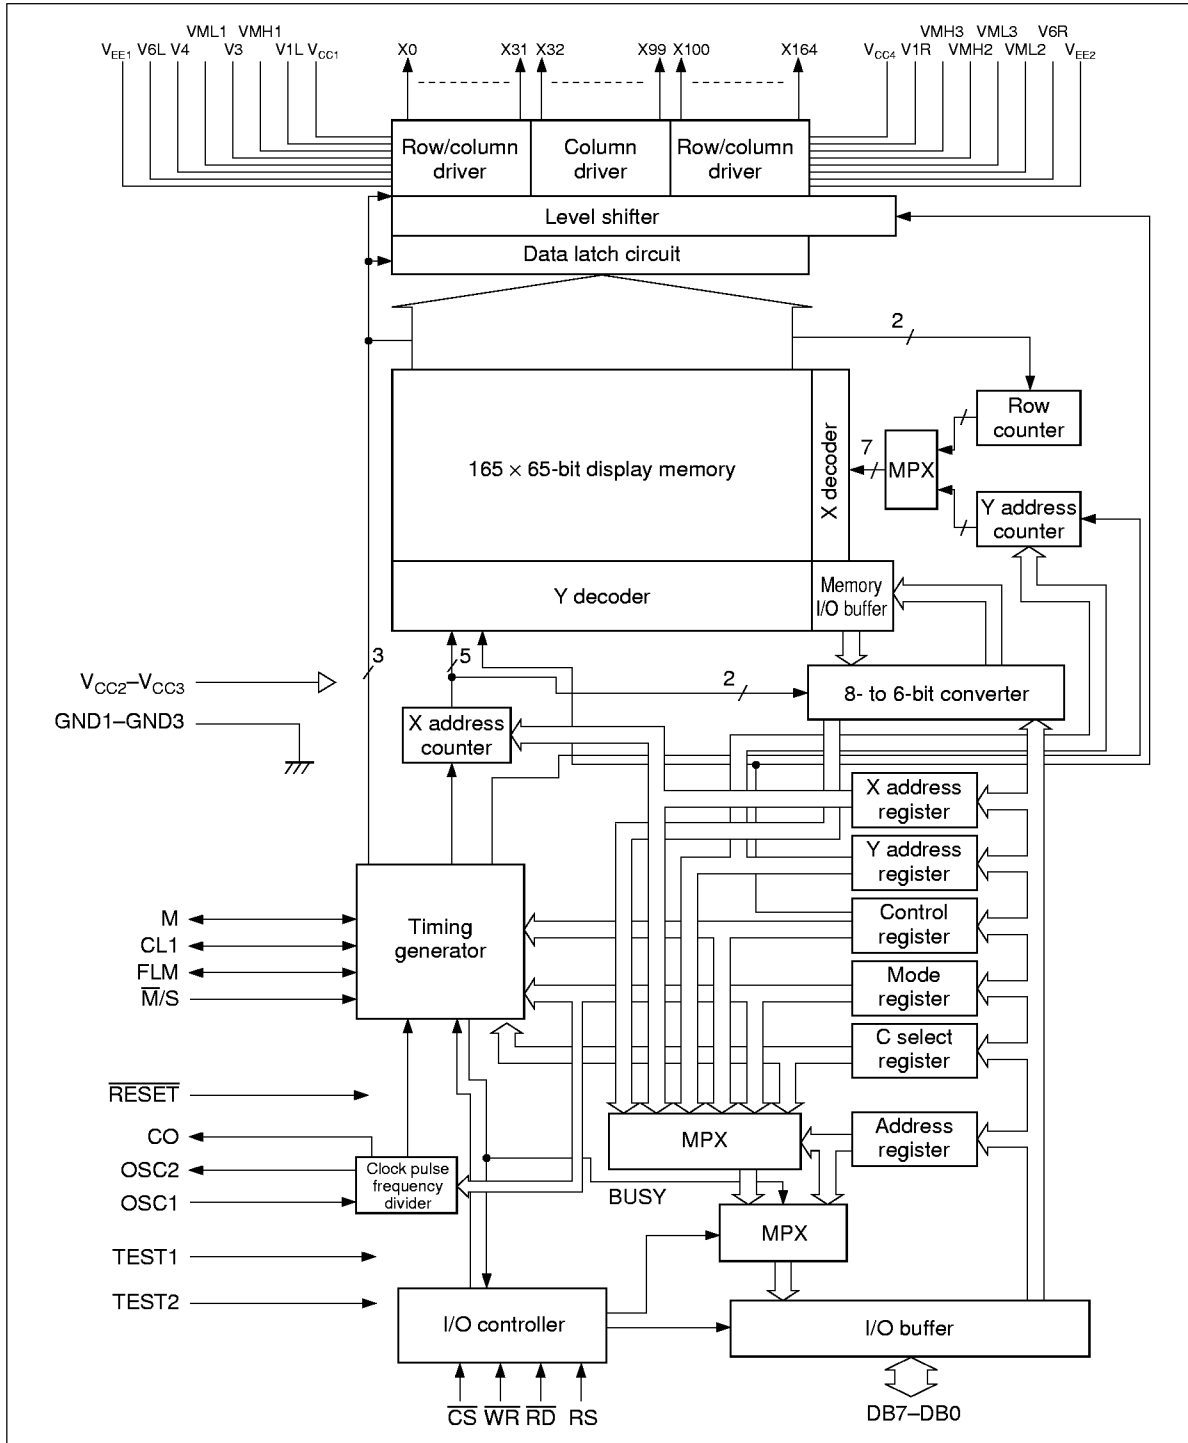 VML1 VMH1
VEE1 V6L V4 V3 V1L VCC1
X0 X31 X32 X99 X100 X164
VMH3 VML3 V6R
VCC4 V1R VMH2 VML2 VEE2
Row/column
driver
Column
driver
Row/column
driver
Level shifter
Data latch circuit
2
Row
counter
165 × 65-bit display memory
X decoder
7
MPX
Y address
counter
Y decoder
Memory
I/O buffer
3
5
2
8- to 6-bit converter
VCC2–VCC3
GND1–GND3
X address
counter
X address
register
Y address
register
Control
register
Mode
register
C select
register
Timing
generator
M
CL1
FLM
M̅/S
R̅E̅S̅E̅T̅
CO
OSC2
OSC1
Clock pulse
frequency
divider
MPX
Address
register
BUSY
MPX
TEST1
TEST2
I/O controller
I/O buffer
C̅S̅ W̅R̅ R̅D̅ RS
DB7–DB0